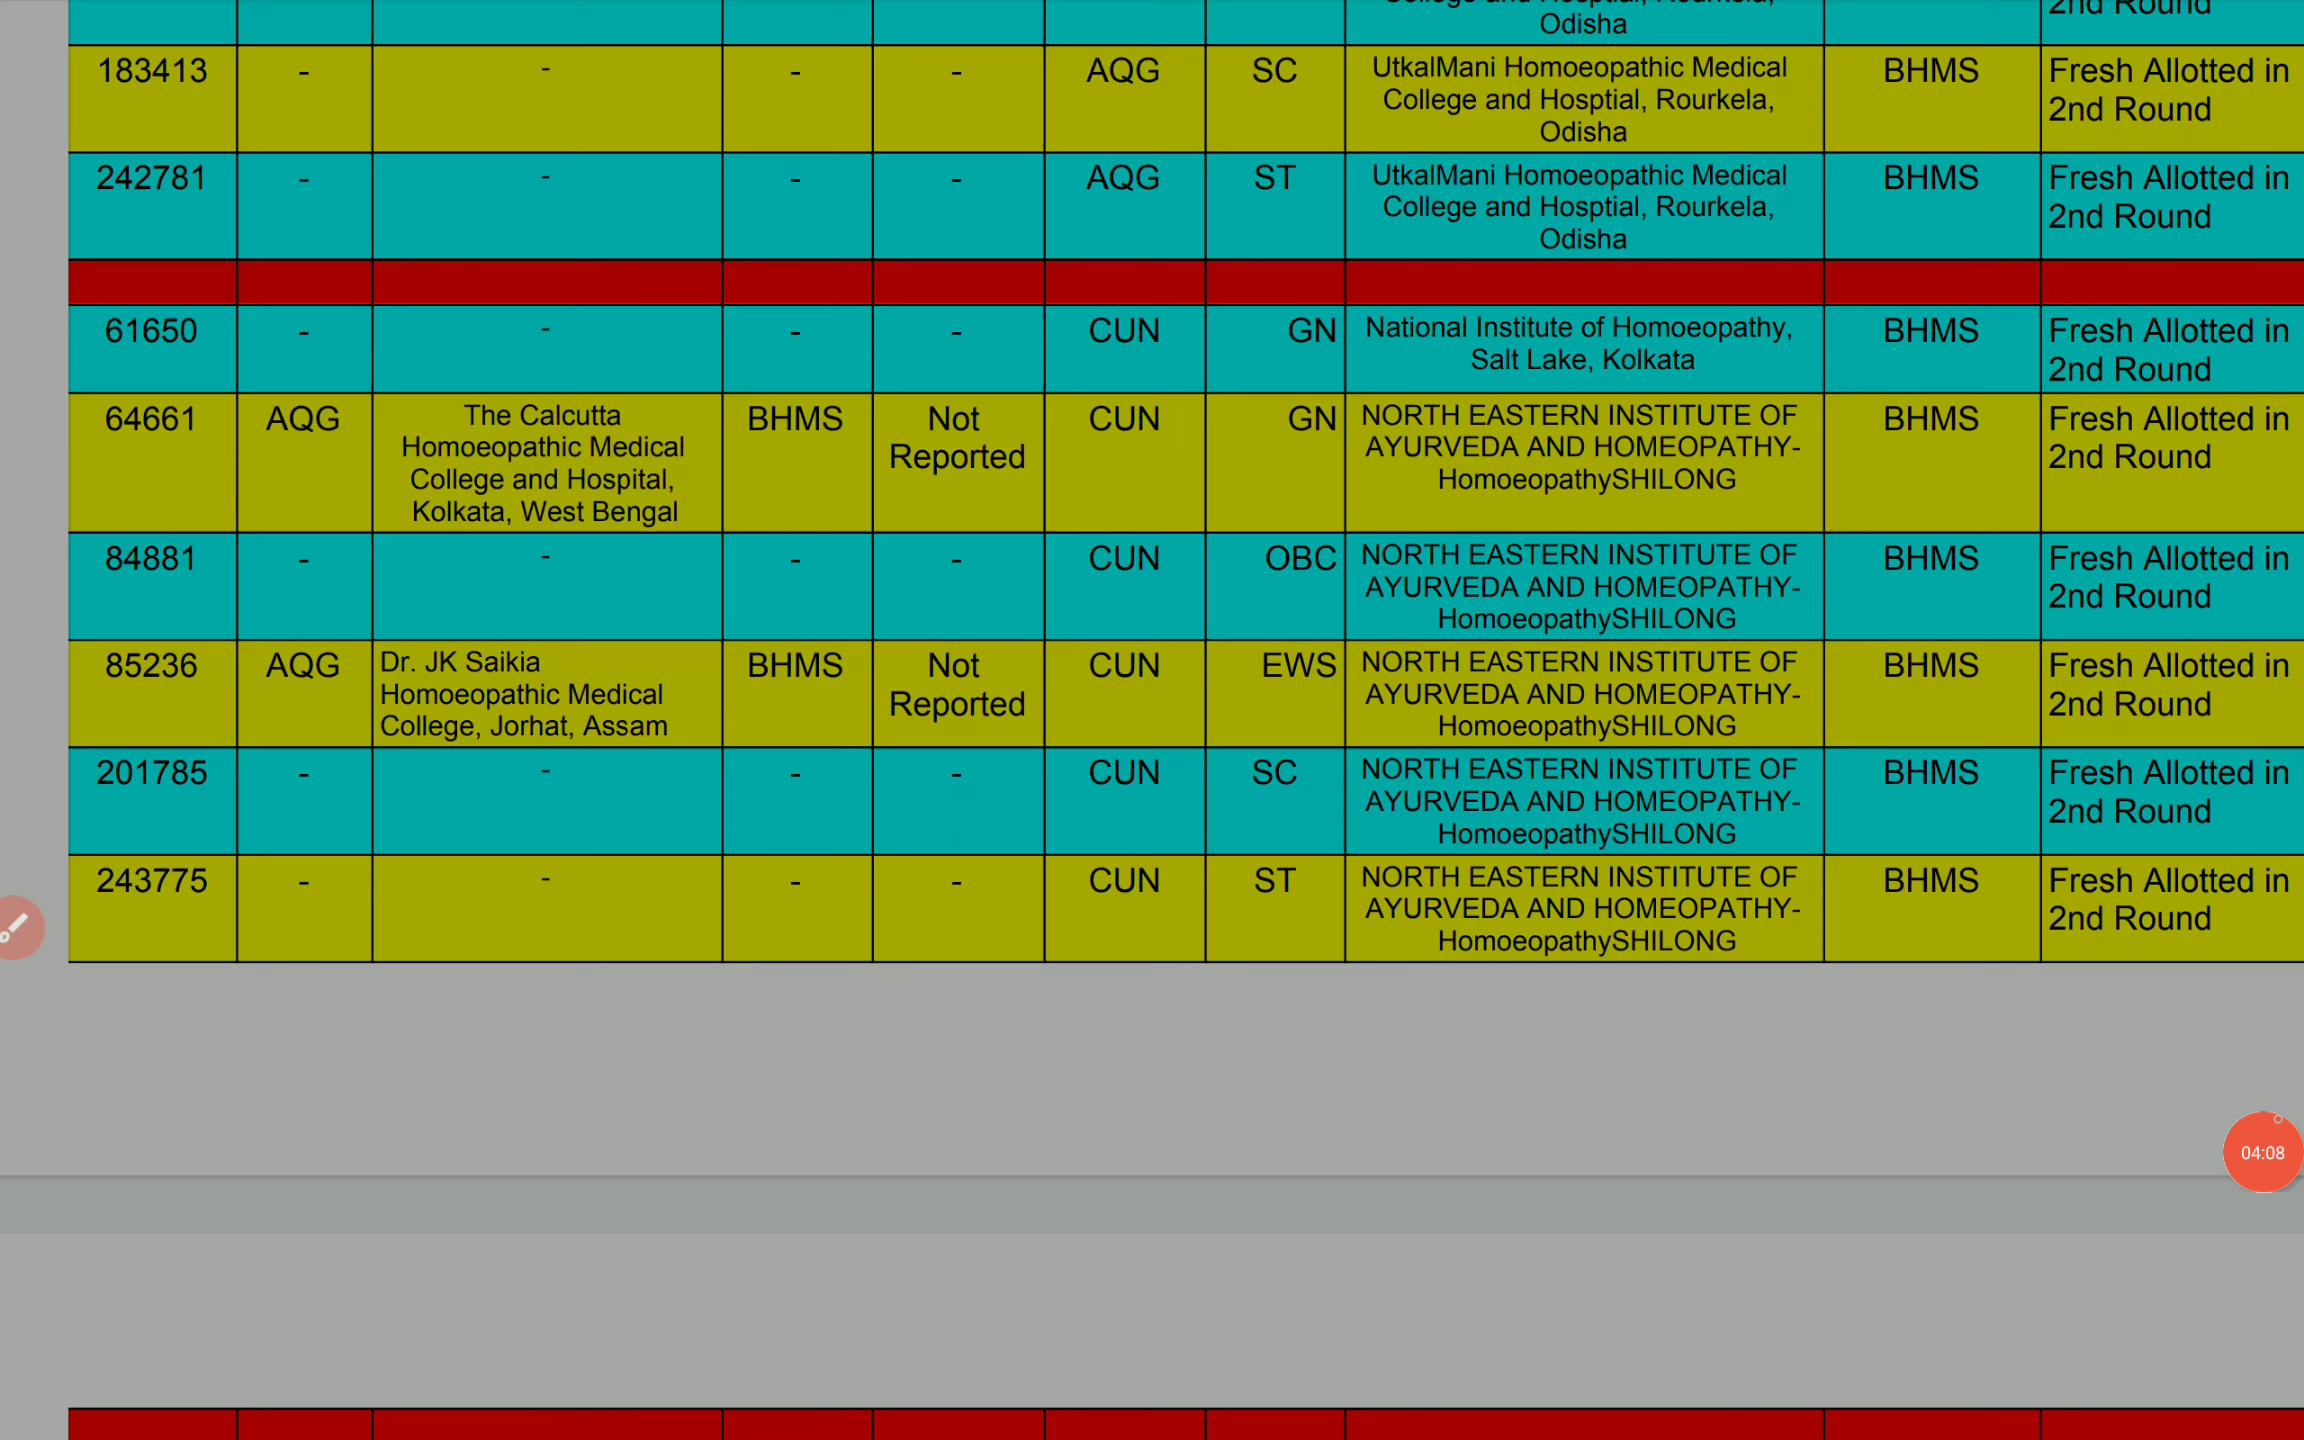 College and Hosptial, Rourkela,
Odisha
2nd Round
183413 - - - - AQG SC UtkalMani Homoeopathic Medical College and Hosptial, Rourkela, Odisha BHMS Fresh Allotted in 2nd Round
242781 - - - - AQG ST UtkalMani Homoeopathic Medical College and Hosptial, Rourkela, Odisha BHMS Fresh Allotted in 2nd Round
61650 - - - - CUN GN National Institute of Homoeopathy, Salt Lake, Kolkata BHMS Fresh Allotted in 2nd Round
64661 AQG The Calcutta Homoeopathic Medical College and Hospital, Kolkata, West Bengal BHMS Not Reported CUN GN NORTH EASTERN INSTITUTE OF AYURVEDA AND HOMEOPATHY-HomoeopathySHILONG BHMS Fresh Allotted in 2nd Round
84881 - - - - CUN OBC NORTH EASTERN INSTITUTE OF AYURVEDA AND HOMEOPATHY-HomoeopathySHILONG BHMS Fresh Allotted in 2nd Round
85236 AQG Dr. JK Saikia Homoeopathic Medical College, Jorhat, Assam BHMS Not Reported CUN EWS NORTH EASTERN INSTITUTE OF AYURVEDA AND HOMEOPATHY-HomoeopathySHILONG BHMS Fresh Allotted in 2nd Round
201785 - - - - CUN SC NORTH EASTERN INSTITUTE OF AYURVEDA AND HOMEOPATHY-HomoeopathySHILONG BHMS Fresh Allotted in 2nd Round
243775 - - - - CUN ST NORTH EASTERN INSTITUTE OF AYURVEDA AND HOMEOPATHY-HomoeopathySHILONG BHMS Fresh Allotted in 2nd Round
04:08